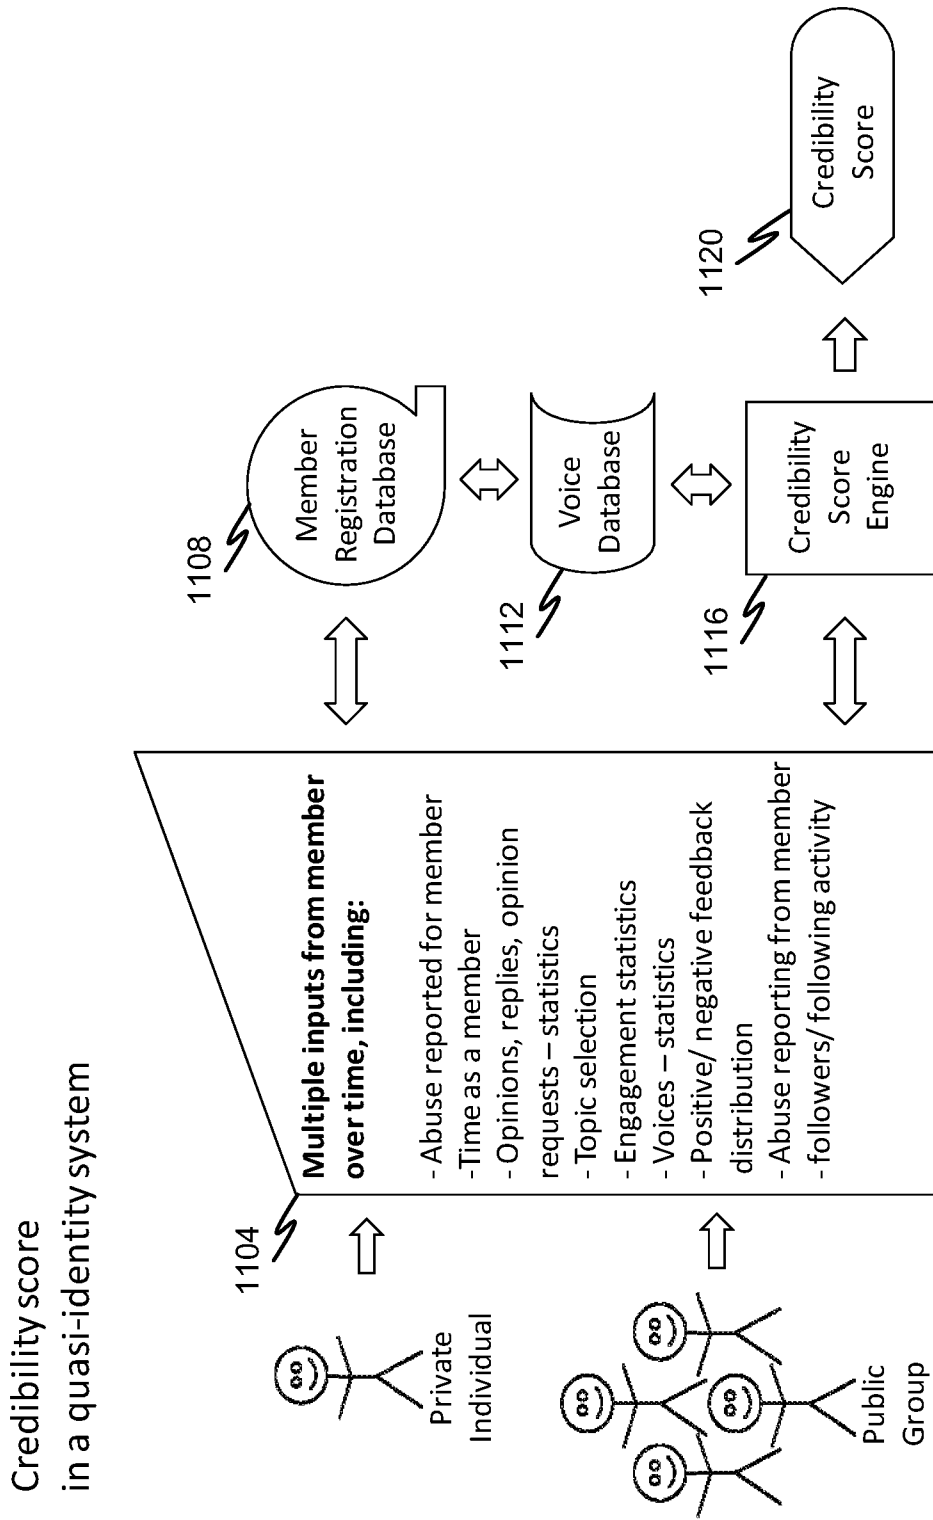 Credibility score
in a quasi-identity system
Private
Individual
Public
Group
1104
Multiple inputs from member
over time, including:
- Abuse reported for member
- Time as a member
- Opinions, replies, opinion
requests – statistics
- Topic selection
- Engagement statistics
- Voices – statistics
- Positive/ negative feedback
distribution
- Abuse reporting from member
- followers/ following activity
1108
Member
Registration
Database
1112
Voice
Database
1116
Credibility
Score
Engine
1120
Credibility
Score